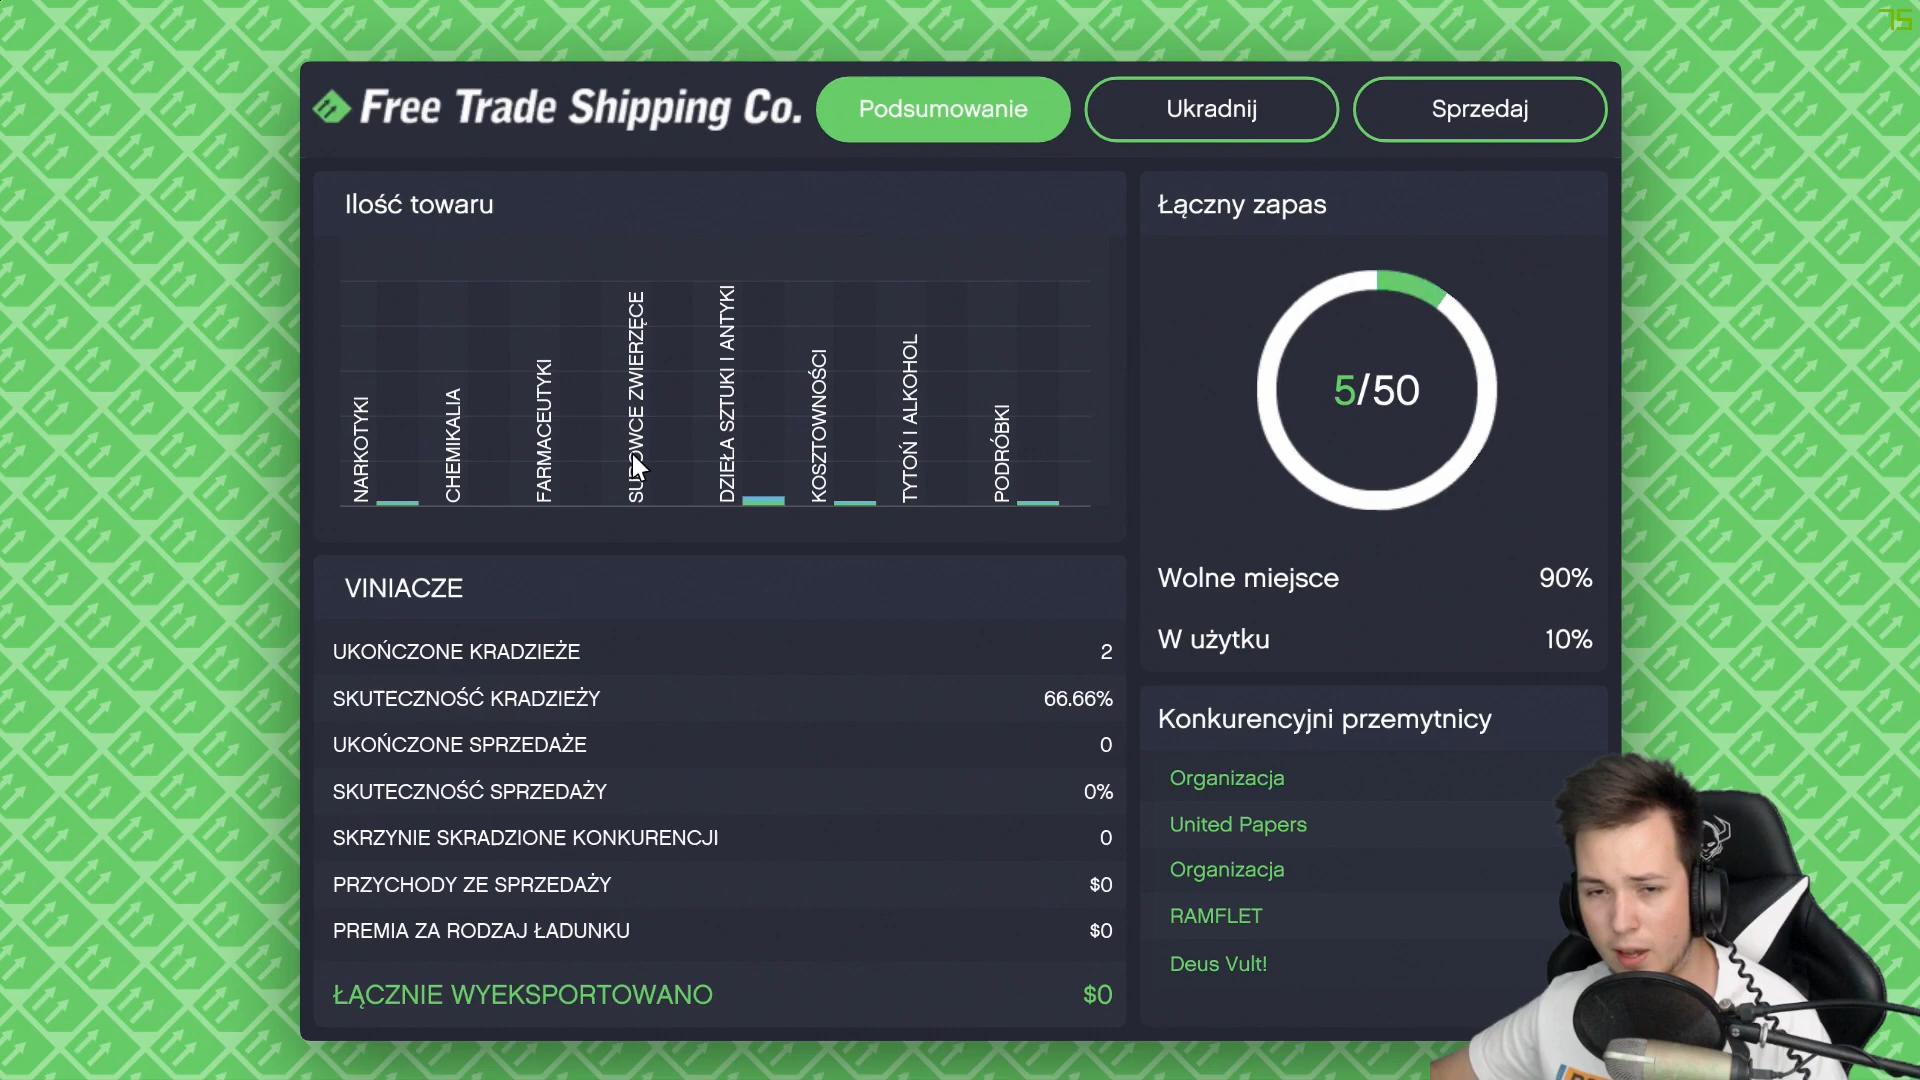 75
Free Trade Shipping Co.
Podsumowanie
Ukradnij
Sprzedaj
Ilość towaru
NARKOTYKI
CHEMIKALIA
FARMACEUTYKI
SUROWCE ZWIERZĘCE
DZIEŁA SZTUKI I ANTYKI
KOSZTOWNOŚCI
TYTOŃ I ALKOHOL
PODRÓBKI
Łączny zapas
5/50
Wolne miejsce 90%
W użytku 10%
VINIACZE
UKOŃCZONE KRADZIEŻE 2
SKUTECZNOŚĆ KRADZIEŻY 66.66%
UKOŃCZONE SPRZEDAŻE 0
SKUTECZNOŚĆ SPRZEDAŻY 0%
SKRZYNIE SKRADZIONE KONKURENCJI 0
PRZYCHODY ZE SPRZEDAŻY $0
PREMIA ZA RODZAJ ŁADUNKU $0
ŁĄCZNIE WYEKSPORTOWANO $0
Konkurencyjni przemytnicy
Organizacja
United Papers
Organizacja
RAMFLET
Deus Vult!